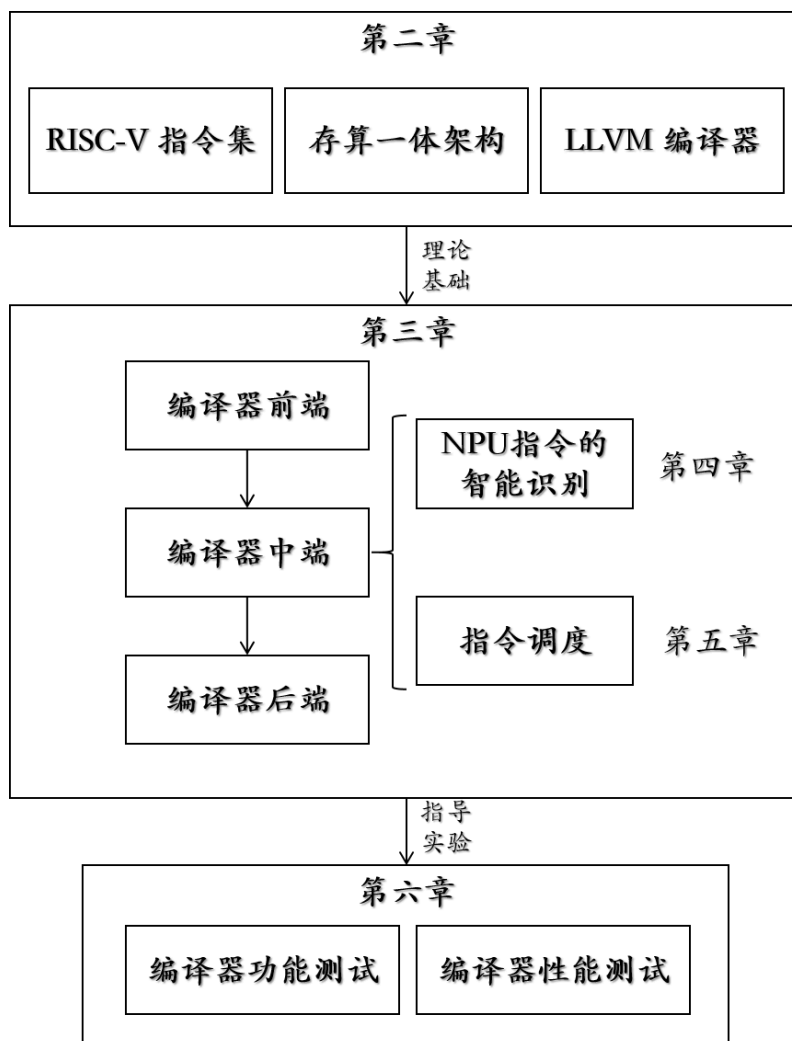 第二章
RISC-V 指令集
存算一体架构
LLVM 编译器
理论
基础
第三章
编译器前端
NPU指令的
智能识别
第四章
编译器中端
指令调度
第五章
编译器后端
指导
实验
第六章
编译器功能测试
编译器性能测试